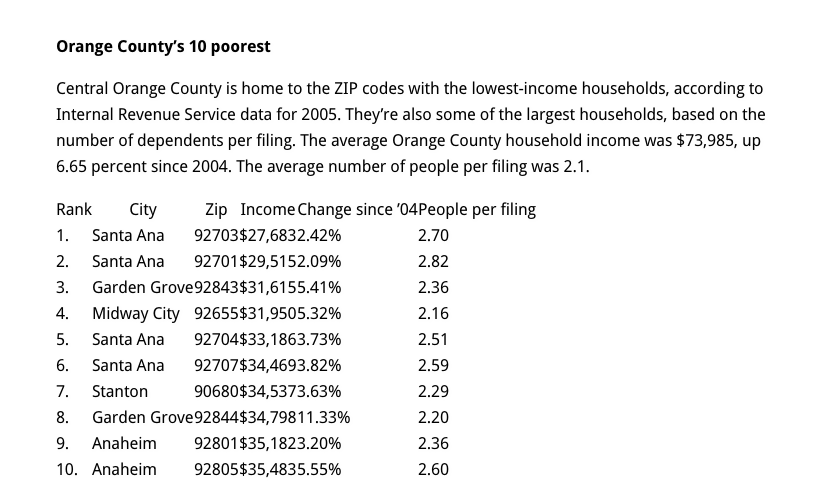 Orange County’s 10 poorest
Central Orange County is home to the ZIP codes with the lowest-income households, according to
Internal Revenue Service data for 2005. They’re also some of the largest households, based on the
number of dependents per filing. The average Orange County household income was $73,985, up
6.65 percent since 2004. The average number of people per filing was 2.1.
Rank City Zip Income Change since ’04 People per filing
1. Santa Ana 92703 $27,683 2.42% 2.70
2. Santa Ana 92701 $29,515 2.09% 2.82
3. Garden Grove 92843 $31,615 5.41% 2.36
4. Midway City 92655 $31,950 5.32% 2.16
5. Santa Ana 92704 $33,186 3.73% 2.51
6. Santa Ana 92707 $34,469 3.82% 2.59
7. Stanton 90680 $34,537 3.63% 2.29
8. Garden Grove 92844 $34,798 11.33% 2.20
9. Anaheim 92801 $35,182 3.20% 2.36
10. Anaheim 92805 $35,483 5.55% 2.60